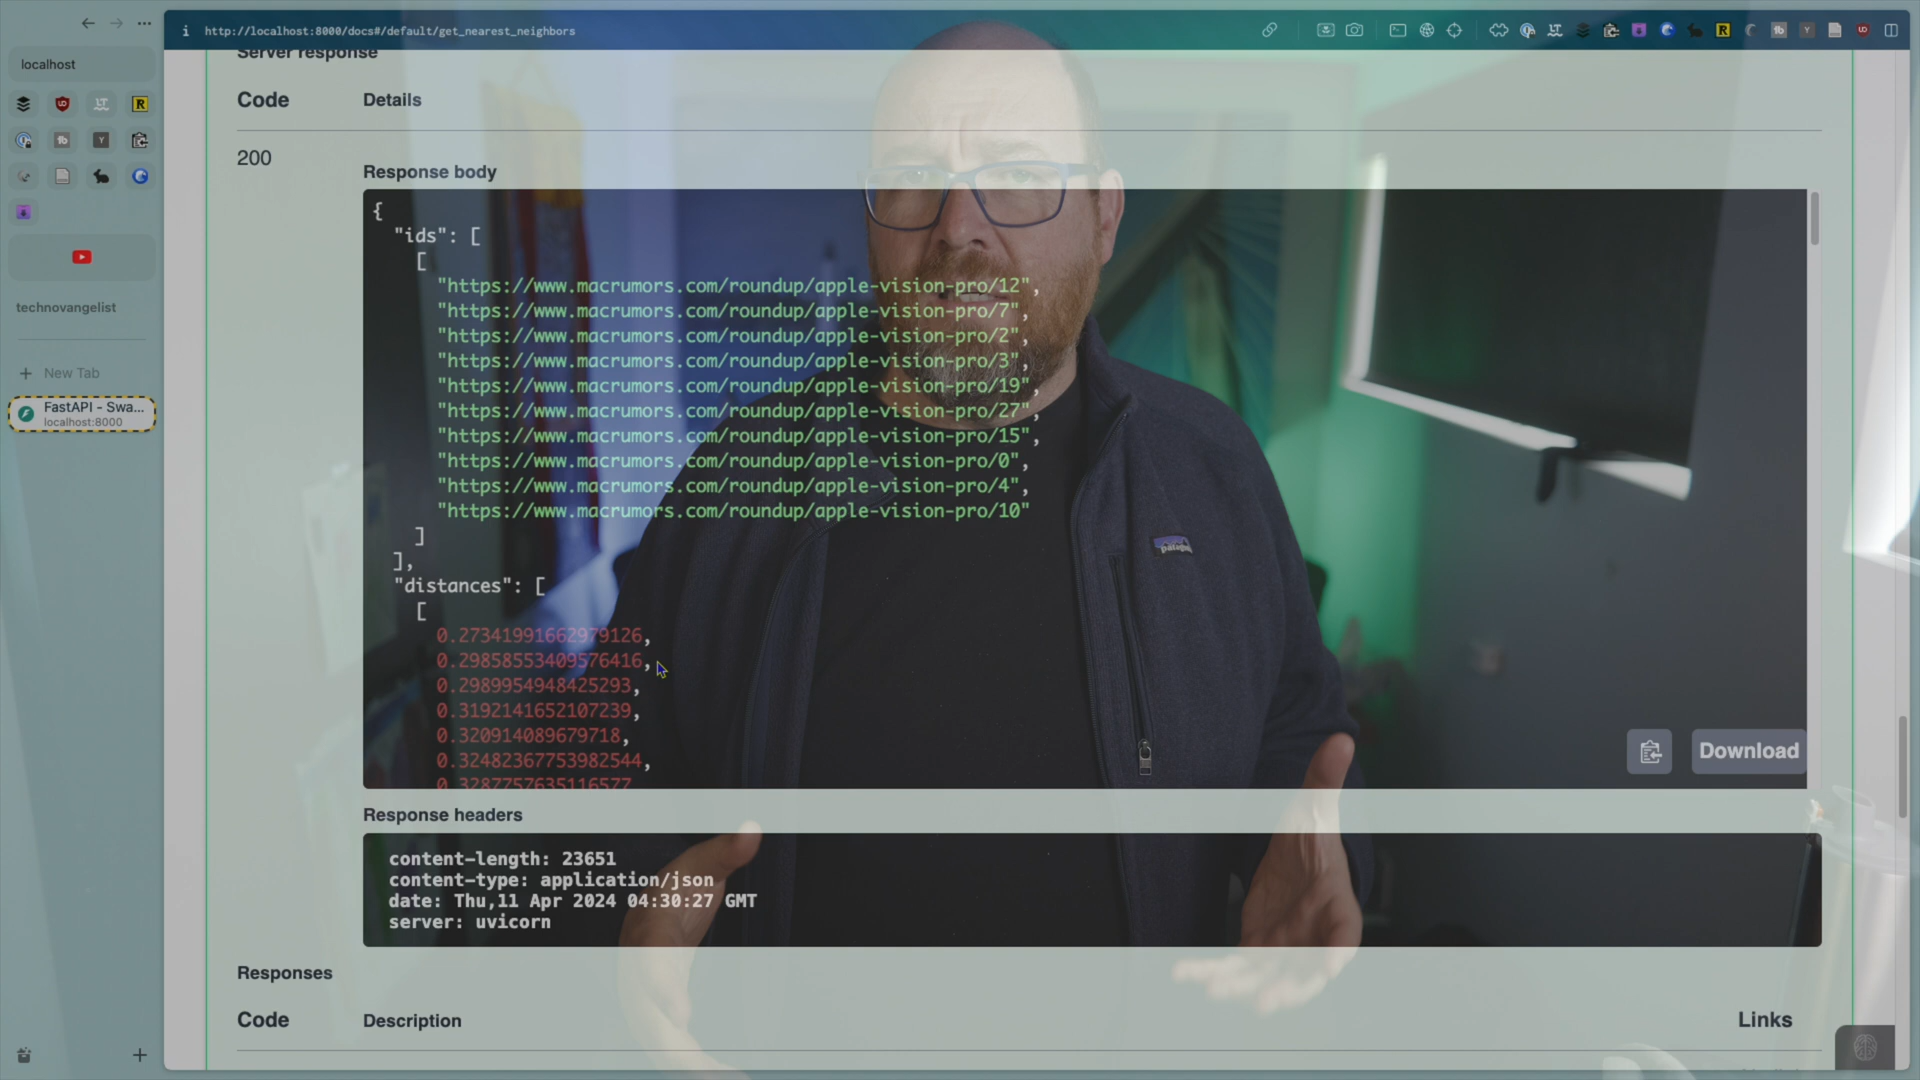 http://localhost:8000/docs#/default/get_nearest_neighbors
localhost
technovangelist
New Tab
FastAPI - Swa...
localhost:8000
Server response
Code Details
200
Response body
{
"ids": [
[
"https://www.macrumors.com/roundup/apple-vision-pro/12",
"https://www.macrumors.com/roundup/apple-vision-pro/7",
"https://www.macrumors.com/roundup/apple-vision-pro/2",
"https://www.macrumors.com/roundup/apple-vision-pro/3",
"https://www.macrumors.com/roundup/apple-vision-pro/19",
"https://www.macrumors.com/roundup/apple-vision-pro/27",
"https://www.macrumors.com/roundup/apple-vision-pro/15",
"https://www.macrumors.com/roundup/apple-vision-pro/0",
"https://www.macrumors.com/roundup/apple-vision-pro/4",
"https://www.macrumors.com/roundup/apple-vision-pro/10"
]
],
"distances": [
[
0.27341991662979126,
0.29858553409576416,
0.2989954948425293,
0.3192141652107239,
0.320914089679718,
0.32482367753982544,
0.3287757635116577
Download
Response headers
content-length: 23651
content-type: application/json
date: Thu,11 Apr 2024 04:30:27 GMT
server: uvicorn
Responses
Code Description Links
patagonia